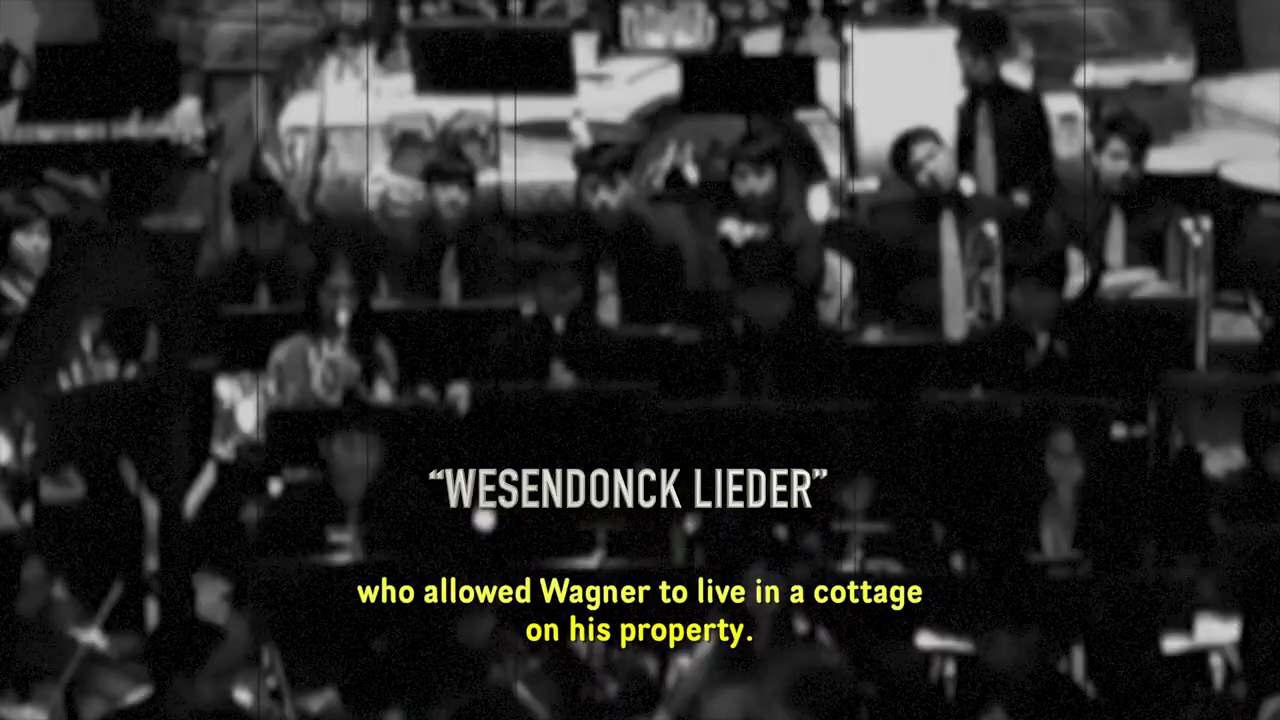 “WESENDONCK LIEDER”
who allowed Wagner to live in a cottage
on his property.